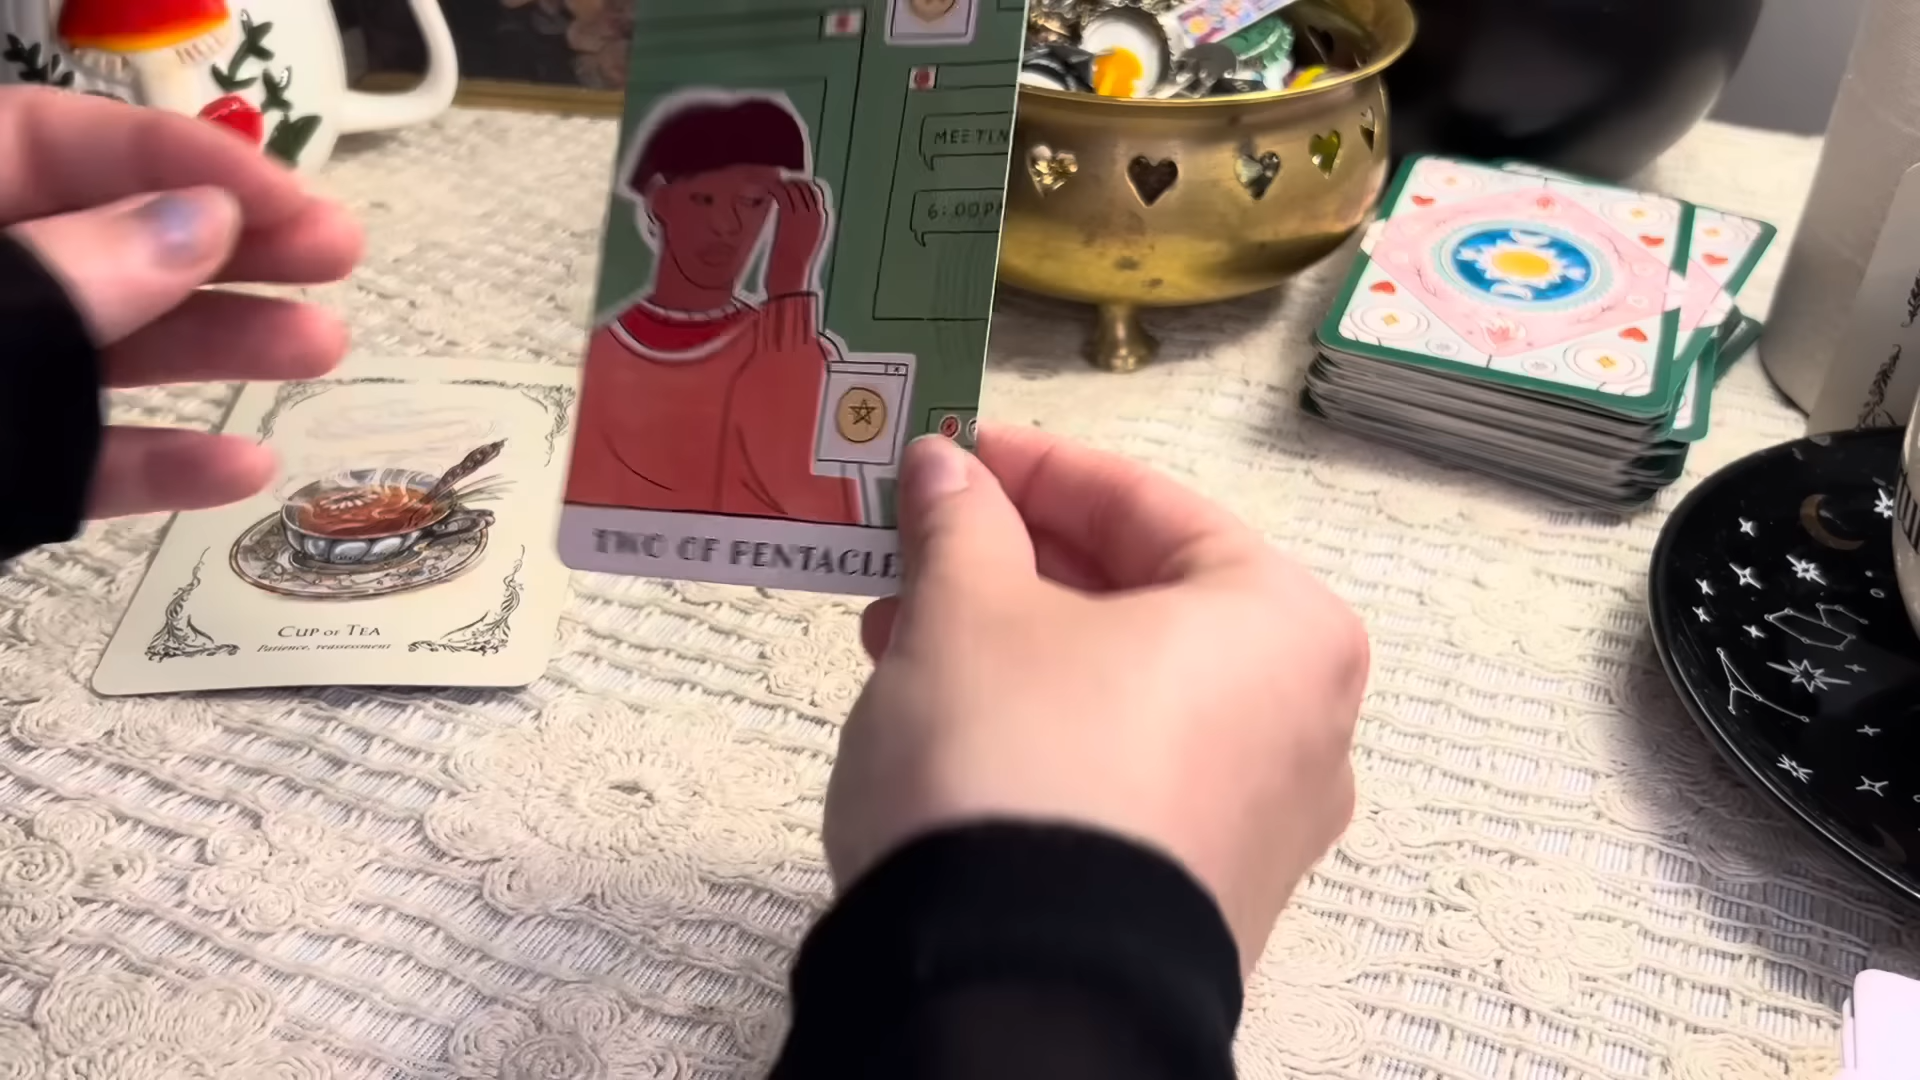 MEETIN
6:00P
TWO OF PENTACLE
CUP OF TEA
Patience, reassessment